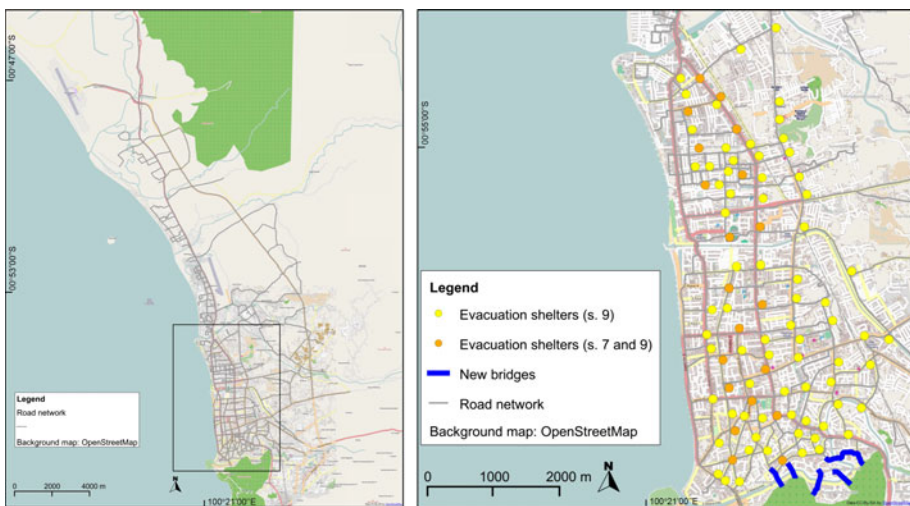 00°47'00"S
00°53'00"S
Legend
Road network
Background map: OpenStreetMap
0 2000 4000 m
N
100°21'00"E
00°55'00"S
Legend
Evacuation shelters (s. 9)
Evacuation shelters (s. 7 and 9)
New bridges
Road network
Background map: OpenStreetMap
0 1000 2000 m
N
100°21'00"E